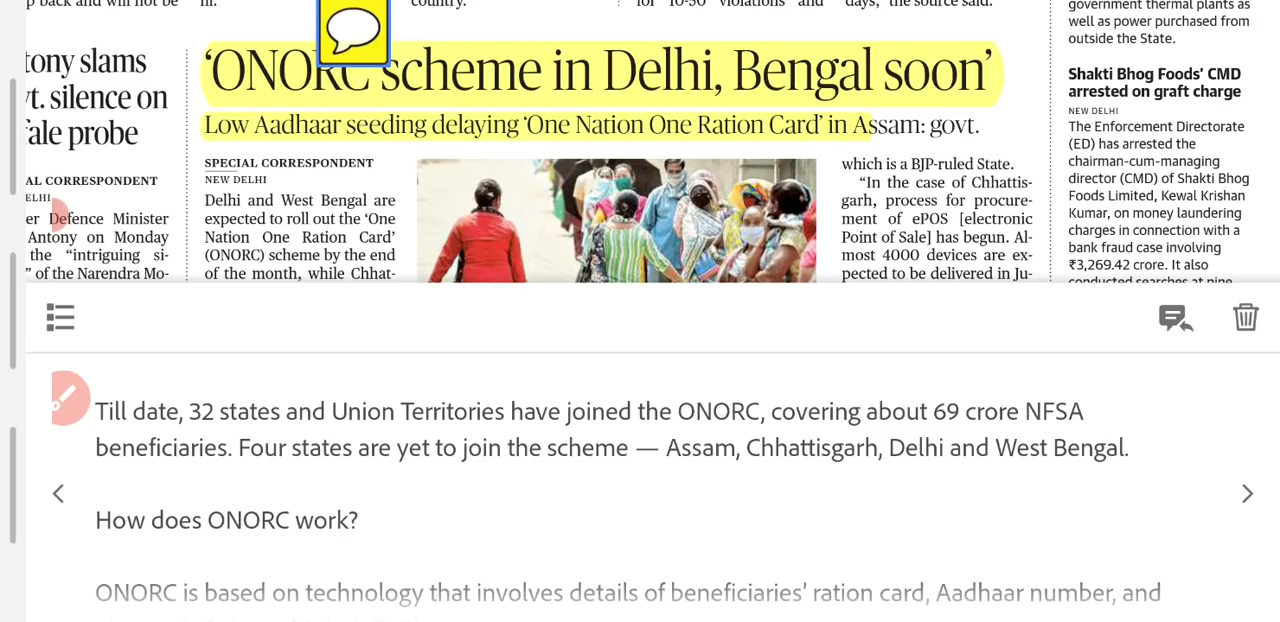 p back and will not be
country.
for 10-50 violations and
days, the source said.
government thermal plants as
well as power purchased from
outside the State.
tony slams
vt. silence on
fale probe
AL CORRESPONDENT
ELHI
er Defence Minister
Antony on Monday
the “intriguing si-
” of the Narendra Mo-
‘ONORC scheme in Delhi, Bengal soon’
Low Aadhaar seeding delaying ‘One Nation One Ration Card’ in Assam: govt.
SPECIAL CORRESPONDENT
NEW DELHI
Delhi and West Bengal are
expected to roll out the ‘One
Nation One Ration Card’
(ONORC) scheme by the end
of the month, while Chhat-
which is a BJP-ruled State.
“In the case of Chhattis-
garh, process for procure-
ment of ePOS [electronic
Point of Sale] has begun. Al-
most 4000 devices are ex-
pected to be delivered in Ju-
Shakti Bhog Foods’ CMD
arrested on graft charge
NEW DELHI
The Enforcement Directorate
(ED) has arrested the
chairman-cum-managing
director (CMD) of Shakti Bhog
Foods Limited, Kewal Krishan
Kumar, on money laundering
charges in connection with a
bank fraud case involving
₹3,269.42 crore. It also
conducted searches at nine
Till date, 32 states and Union Territories have joined the ONORC, covering about 69 crore NFSA
beneficiaries. Four states are yet to join the scheme — Assam, Chhattisgarh, Delhi and West Bengal.
How does ONORC work?
ONORC is based on technology that involves details of beneficiaries’ ration card, Aadhaar number, and